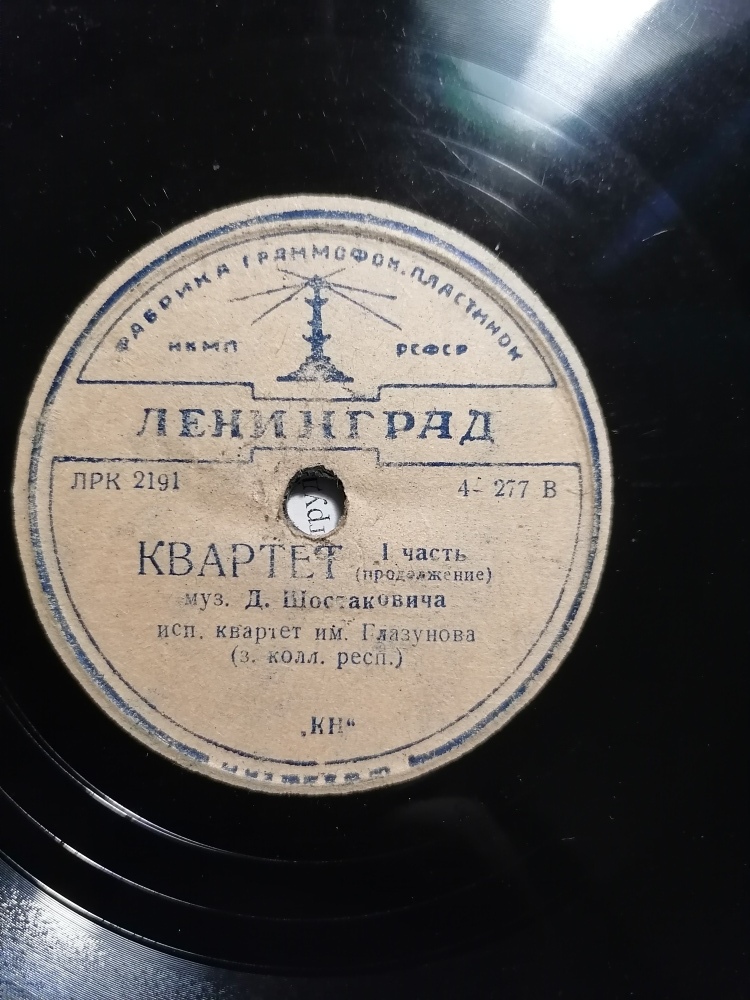 ФАБРИКА ГРАММОФОН.ПЛАСТИНОК
НКМП РСФСР
ЛЕНИНГРАД
ЛРК 2191 4- 277 В
КВАРТЕТ I часть
(продолжение)
муз. Д. Шостаковича
исп. квартет им. Глазунова
(з. колл. респ.)
„КН“